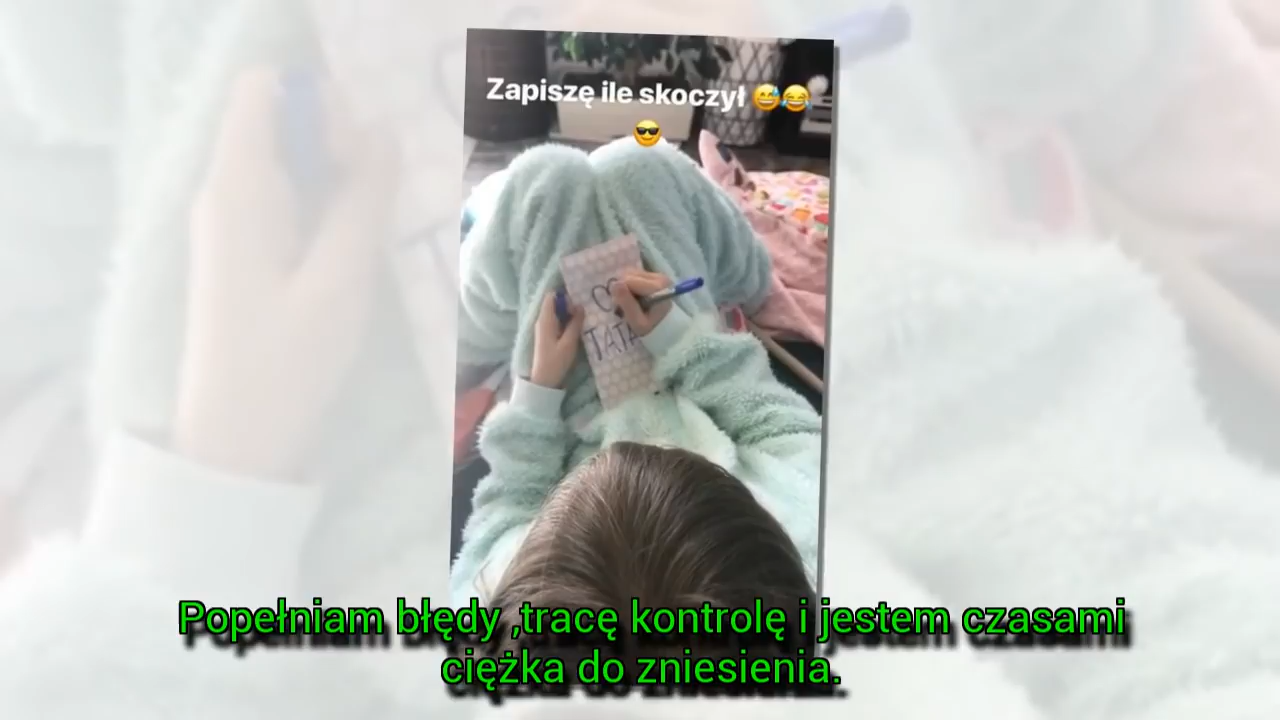 Zapiszę ile skoczył 😅😂
😎
TATA
Popełniam błędy ,tracę kontrolę i jestem czasami
ciężka do zniesienia.